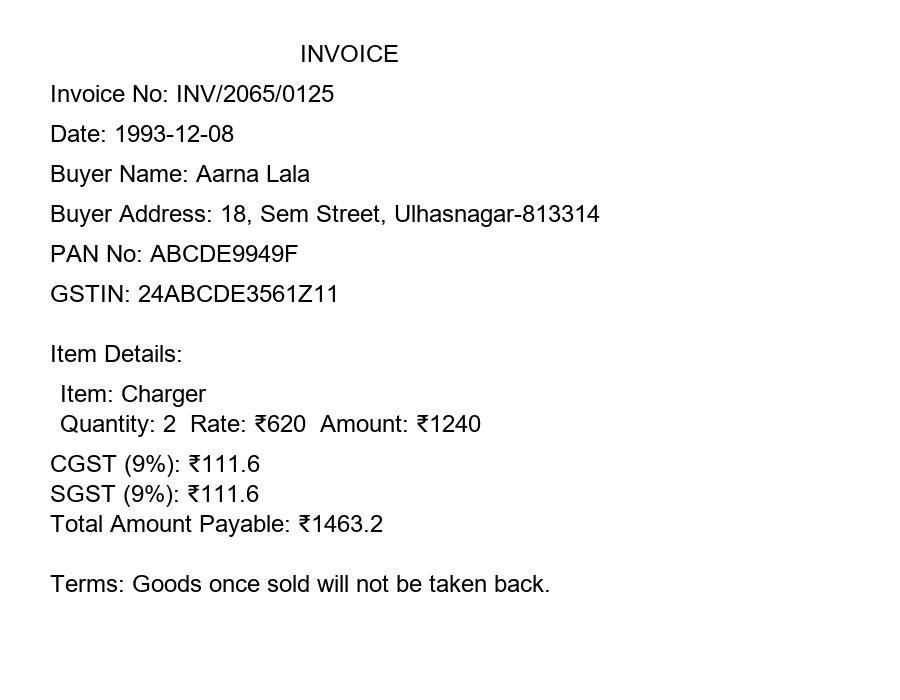 INVOICE
Invoice No: INV/2065/0125
Date: 1993-12-08
Buyer Name: Aarna Lala
Buyer Address: 18, Sem Street, Ulhasnagar-813314
PAN No: ABCDE9949F
GSTIN: 24ABCDE3561Z11
Item Details:
Item: Charger
Quantity: 2  Rate: ₹620  Amount: ₹1240
CGST (9%): ₹111.6
SGST (9%): ₹111.6
Total Amount Payable: ₹1463.2
Terms: Goods once sold will not be taken back.